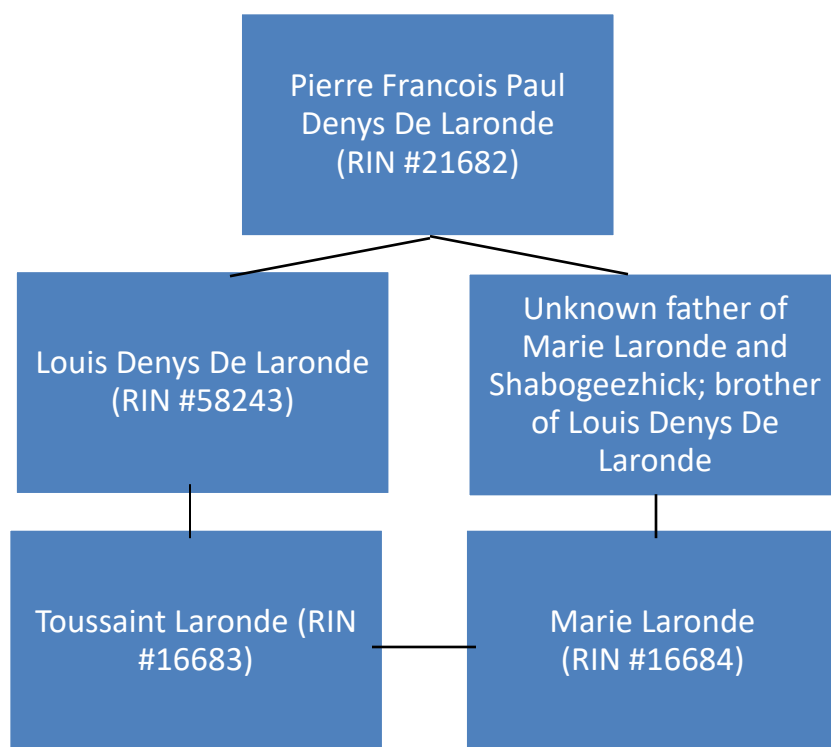 Pierre Francois Paul
Denys De Laronde
(RIN #21682)
Louis Denys De Laronde
(RIN #58243)
Unknown father of
Marie Laronde and
Shabogeezhick; brother
of Louis Denys De
Laronde
Toussaint Laronde (RIN
#16683)
Marie Laronde
(RIN #16684)